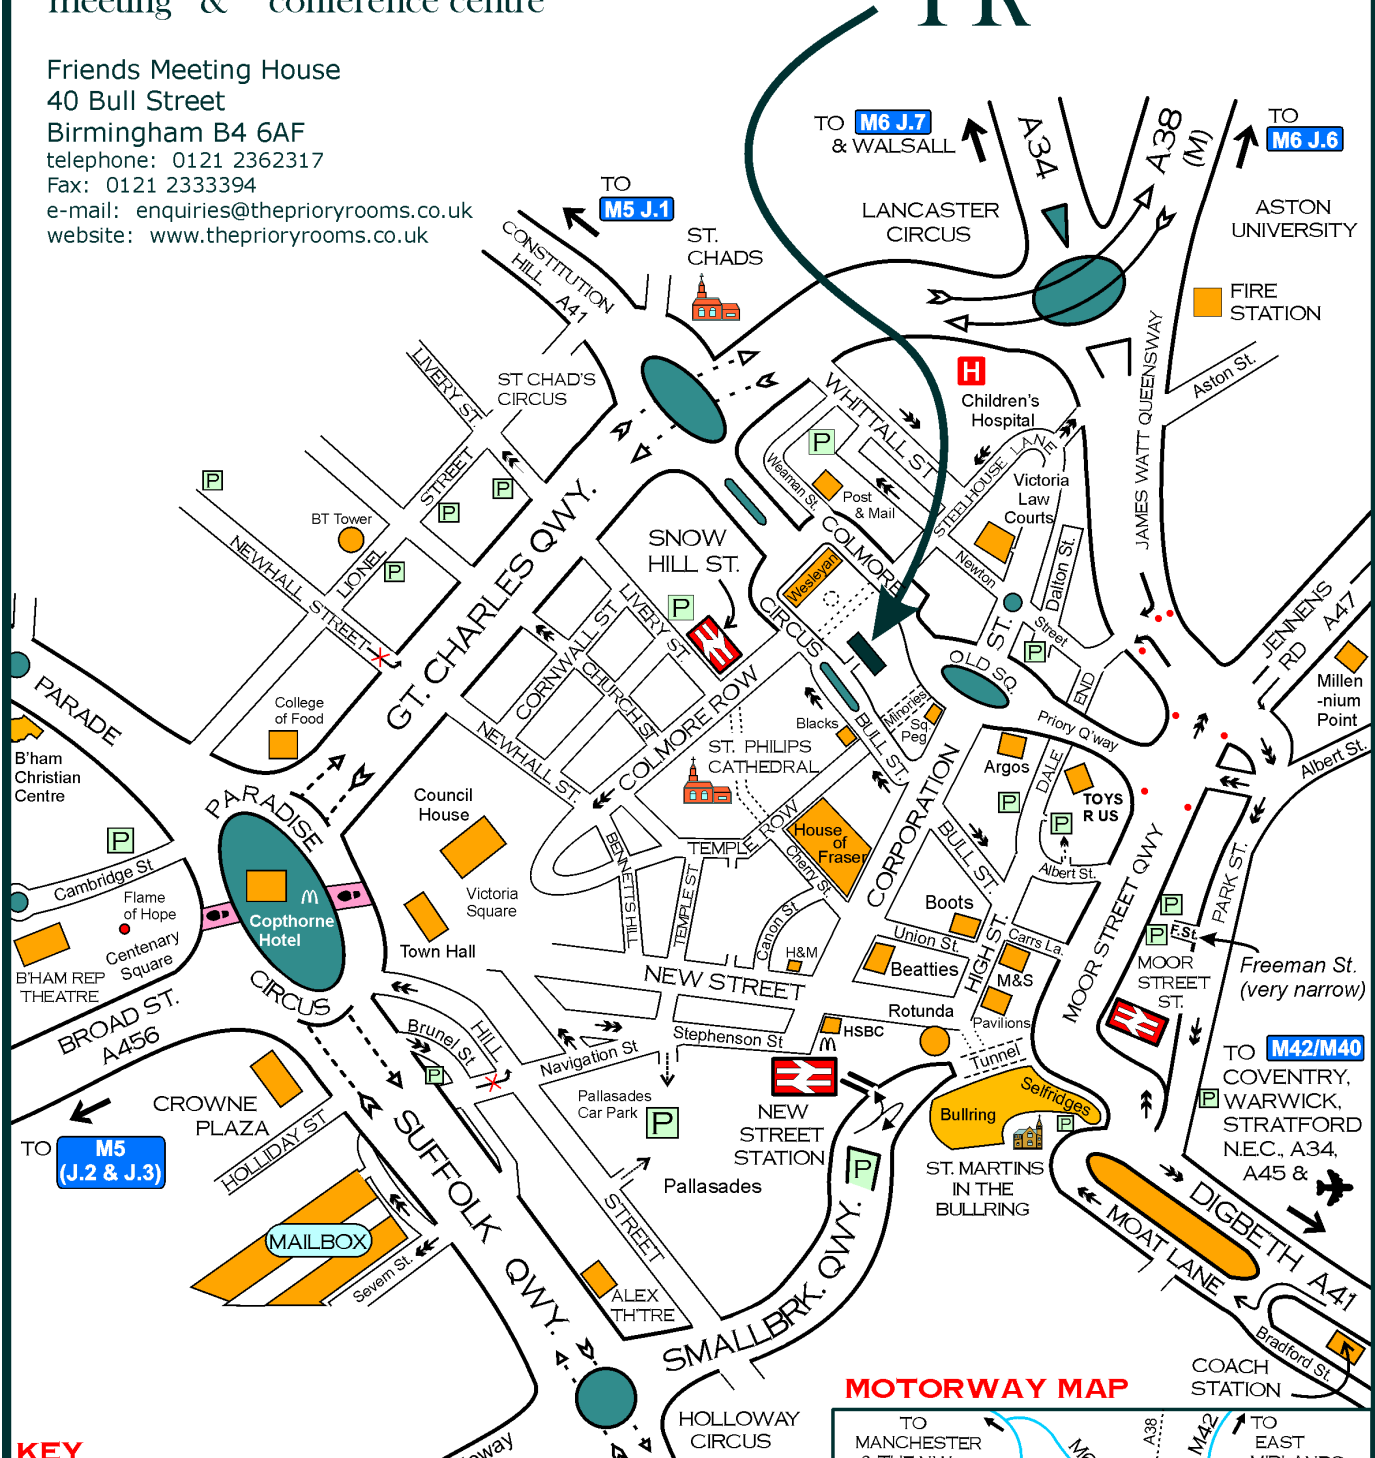 meeting & conference centre
PR
Friends Meeting House
40 Bull Street
Birmingham B4 6AF
telephone: 0121 2362317
Fax: 0121 2333394
e-mail: enquiries@theprioryrooms.co.uk
website: www.theprioryrooms.co.uk
TO M6 J.7
& WALSALL
A34
A38
(M)
TO
M6 J.6
TO
M5 J.1
ST.
CHADS
LANCASTER
CIRCUS
ASTON
UNIVERSITY
CONSTITUTION
HILL A41
FIRE
STATION
LIVERY ST.
ST CHAD'S
CIRCUS
WHITTALL ST
H
Children's
Hospital
JAMES WATT QUEENSWAY
Aston St.
P
Weaman St.
Post
& Mail
STEELHOUSE LANE
Victoria
Law
Courts
P
STREET
P
P
BT Tower
LIONEL
P
NEWHALL STREET
GT. CHARLES QWY.
SNOW
HILL ST.
P
LIVERY ST.
COLMORE
CIRCUS
Wesleyan
Newton
Street
Dalton St.
ST.
P
OLD SQ.
END
JENNENS
RD A47
Millen
-nium
Point
Albert St.
PARADE
B'ham
Christian
Centre
College
of Food
CORNWALL ST
CHURCH ST
NEWHALL ST.
COLMORE ROW
Blacks
Minories
Sq.
Peg
BULL ST.
Priory Q'way
ST. PHILIPS
CATHEDRAL
CORPORATION
Argos
DALE
TOYS
R US
P
P
PARADISE
CIRCUS
Council
House
Victoria
Square
Town Hall
BENNETTS HILL
TEMPLE ROW
TEMPLE ST
House
of
Fraser
Cherry St.
Canon St
BULL ST.
Albert St.
MOOR STREET QWY
PARK ST.
P
Cambridge St
Flame
of Hope
Centenary
Square
B'HAM REP
THEATRE
Copthorne
Hotel
BROAD ST.
A456
NEW STREET
H&M
Boots
Union St.
Beatties
HIGH ST.
Carrs La.
M&S
Pavilions
Rotunda
P
P
F.St.
MOOR
STREET
ST.
Freeman St.
(very narrow)
Brunel St.
HILL
P
Navigation St
Stephenson St
HSBC
Tunnel
Pallasades
Car Park
P
NEW
STREET
STATION
P
Bullring
Selfridges
P
ST. MARTINS
IN THE
BULLRING
P
TO M42/M40
COVENTRY,
WARWICK,
STRATFORD
N.E.C., A34,
A45 &
CROWNE
PLAZA
TO
M5
(J.2 & J.3)
HOLLIDAY ST
MAILBOX
Severn St.
SUFFOLK QWY.
Pallasades
STREET
ALEX
TH'TRE
SMALLBRK. QWY.
DIGBETH A41
MOAT LANE
Bradford St.
COACH
STATION
HOLLOWAY
CIRCUS
MOTORWAY MAP
TO
MANCHESTER
A38
M42
TO
EAST
KEY